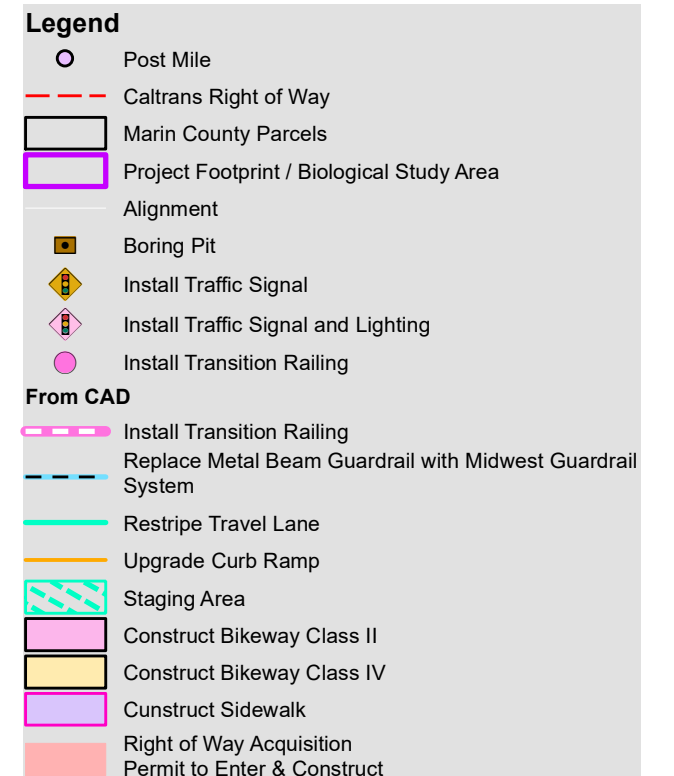 Legend
Post Mile
Caltrans Right of Way
Marin County Parcels
Project Footprint / Biological Study Area
Alignment
Boring Pit
Install Traffic Signal
Install Traffic Signal and Lighting
Install Transition Railing
From CAD
Install Transition Railing
Replace Metal Beam Guardrail with Midwest Guardrail
System
Restripe Travel Lane
Upgrade Curb Ramp
Staging Area
Construct Bikeway Class II
Construct Bikeway Class IV
Cunstruct Sidewalk
Right of Way Acquisition
Permit to Enter & Construct